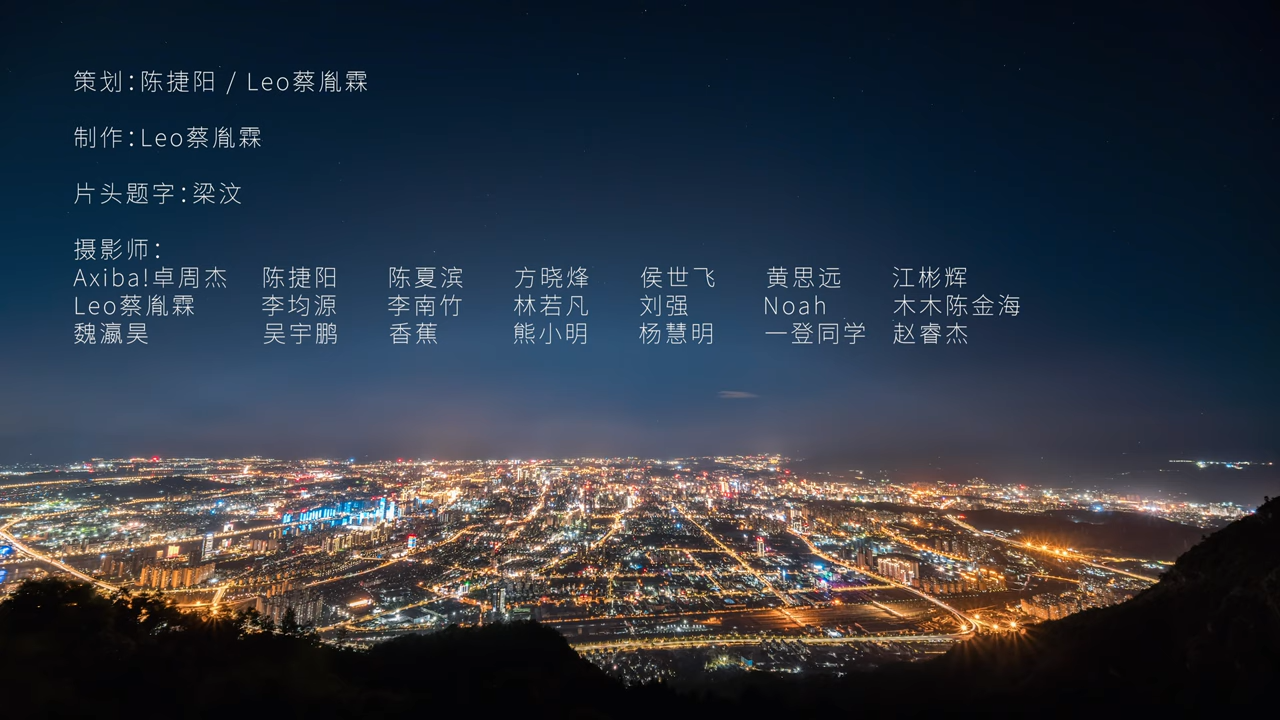 策划:陈捷阳 / Leo蔡胤霖
制作:Leo蔡胤霖
片头题字:梁汶
摄影师:
Axiba!卓周杰 陈捷阳 陈夏滨 方晓烽 侯世飞 黄思远 江彬辉
Leo蔡胤霖 李均源 李南竹 林若凡 刘强 Noah 木木陈金海
魏瀛昊 吴宇鹏 香蕉 熊小明 杨慧明 一登同学 赵睿杰